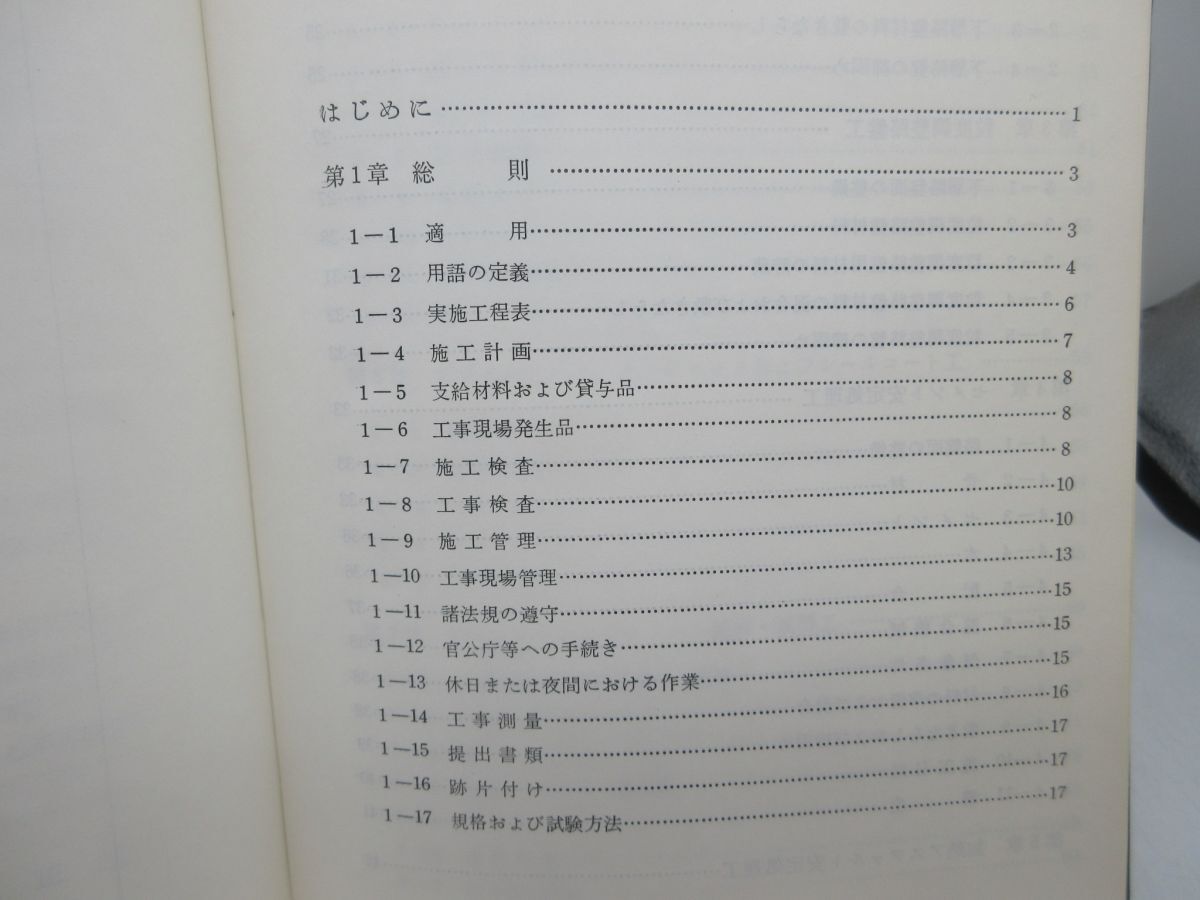 はじめに……………………1
第1章 総 則……………………3
1－1 適 用……………………3
1－2 用語の定義……………………4
1－3 実施工程表……………………6
1－4 施工計画……………………7
1－5 支給材料および貸与品……………………8
1－6 工事現場発生品……………………8
1－7 施工検査……………………8
1－8 工事検査……………………10
1－9 施工管理……………………10
1－10 工事現場管理……………………13
1－11 諸法規の遵守……………………15
1－12 官公庁等への手続き……………………15
1－13 休日または夜間における作業……………………15
1－14 工事測量……………………16
1－15 提出書類……………………17
1－16 跡片付け……………………17
1－17 規格および試験方法……………………17